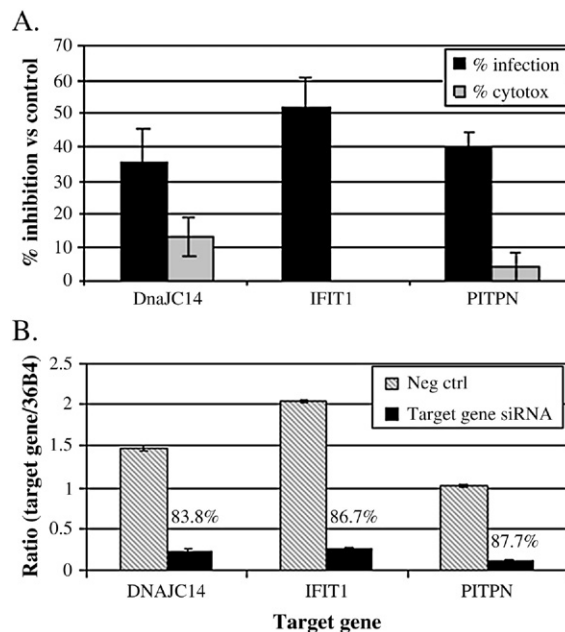 A.
% inhibition vs control
70
60
50
40
30
20
10
0
% infection
% cytotox
DnaJC14 IFIT1 PITPN
B.
Ratio (target gene/36B4)
2.5
2
1.5
1
0.5
0
Neg ctrl
Target gene siRNA
83.8% 86.7% 87.7%
DNAJC14 IFIT1 PITPN
Target gene